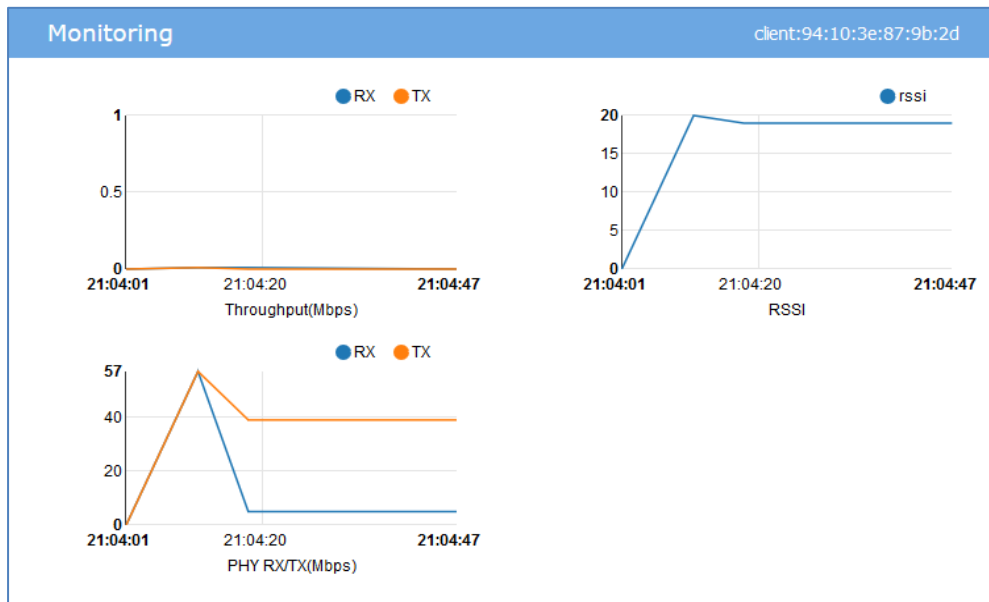 Monitoring
client:94:10:3e:87:9b:2d
RX TX
1
0.5
0
21:04:01 21:04:20 21:04:47
Throughput(Mbps)
rssi
20
15
10
5
0
21:04:01 21:04:20 21:04:47
RSSI
RX TX
57
40
20
0
21:04:01 21:04:20 21:04:47
PHY RX/TX(Mbps)